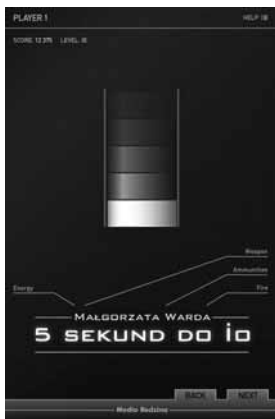 PLAYER 1 HELP
SCORE: 12 375 LEVEL:
Weapon
Ammunition
Energy Fire
MAŁGORZATA WARDA
5 SEKUND DO iO
BACK NEXT
Media Rodzina